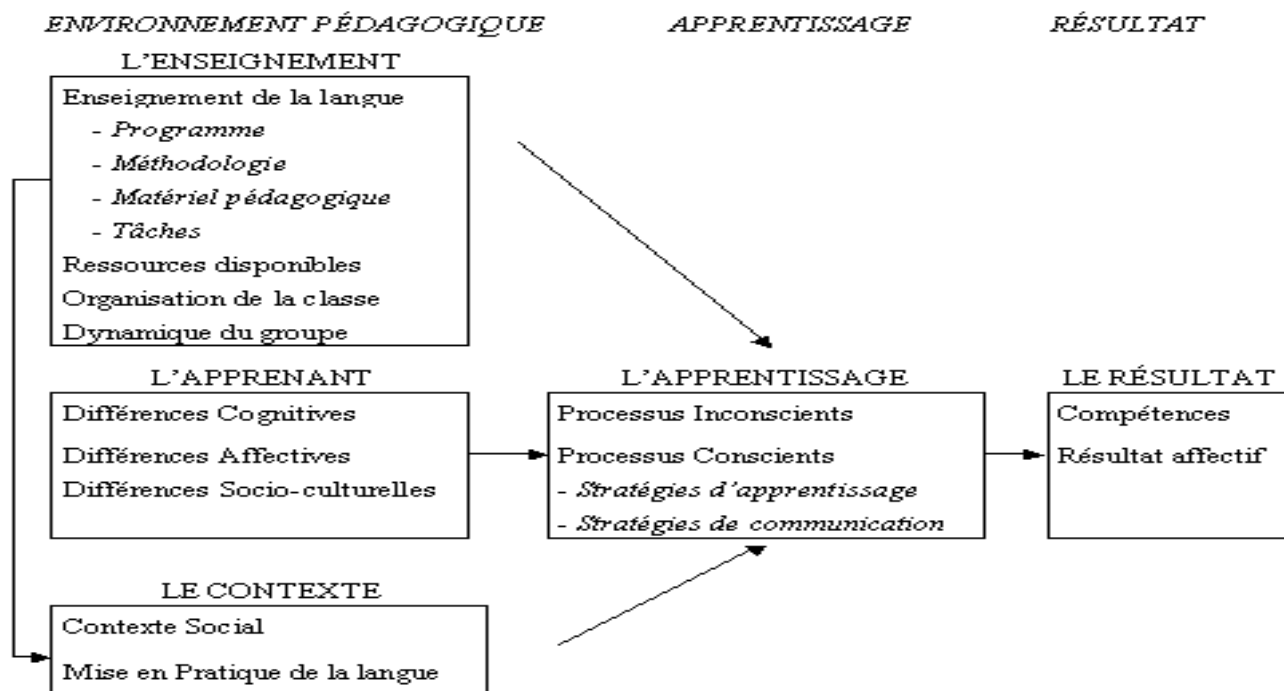 ENVIRONNEMENT PÉDAGOGIQUE APPRENTISSAGE RÉSULTAT
L'ENSEIGNEMENT
Enseignement de la langue
- Programme
- Méthodologie
- Matériel pédagogique
- Tâches
Ressources disponibles
Organisation de la classe
Dynamique du groupe
L'APPRENANT
Différences Cognitives
Différences Affectives
Différences Socio-culturelles
L'APPRENTISSAGE
Processus Inconscients
Processus Conscients
- Stratégies d'apprentissage
- Stratégies de communication
LE RÉSULTAT
Compétences
Résultat affectif
LE CONTEXTE
Contexte Social
Mise en Pratique de la langue